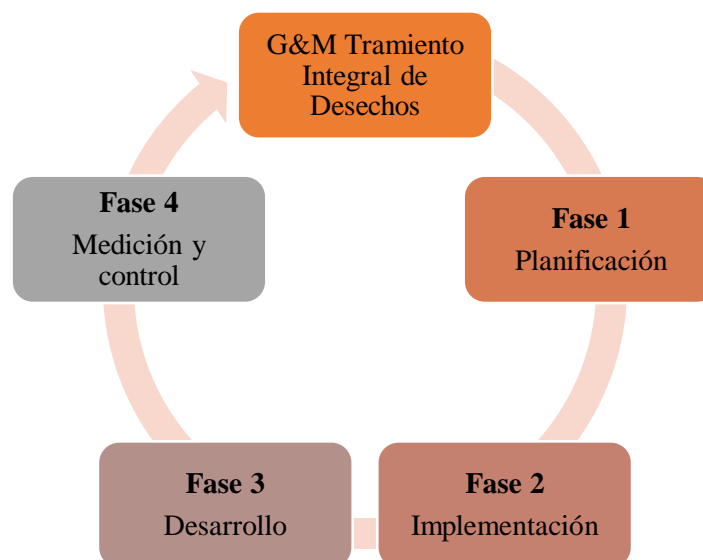 G&M Tramiento
Integral de
Desechos
Fase 1
Planificación
Fase 2
Implementación
Fase 3
Desarrollo
Fase 4
Medición y
control